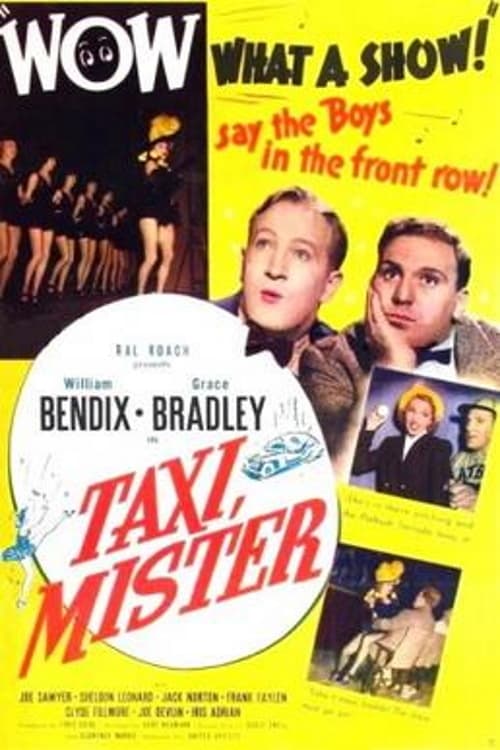 "WOW
WHAT A SHOW!"
say the Boys
in the front row!
HAL ROACH
presents
William Grace
BENDIX · BRADLEY
in
TAXI,
MISTER
JOE SAWYER · SHELDON LEONARD · JACK NORTON · FRANK FAYLEN
CLYDE FILLMORE · JOE DEVLIN · IRIS ADRIAN